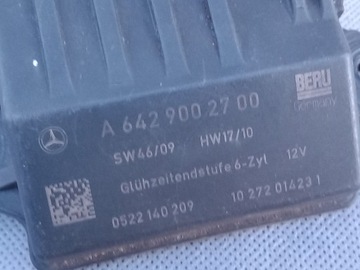 BERU
Germany
A 642 900 27 00
SW46/09 HW17/10
Glühzeitendstufe 6-Zyl 12V
0522 140 209 10 272 01423 1